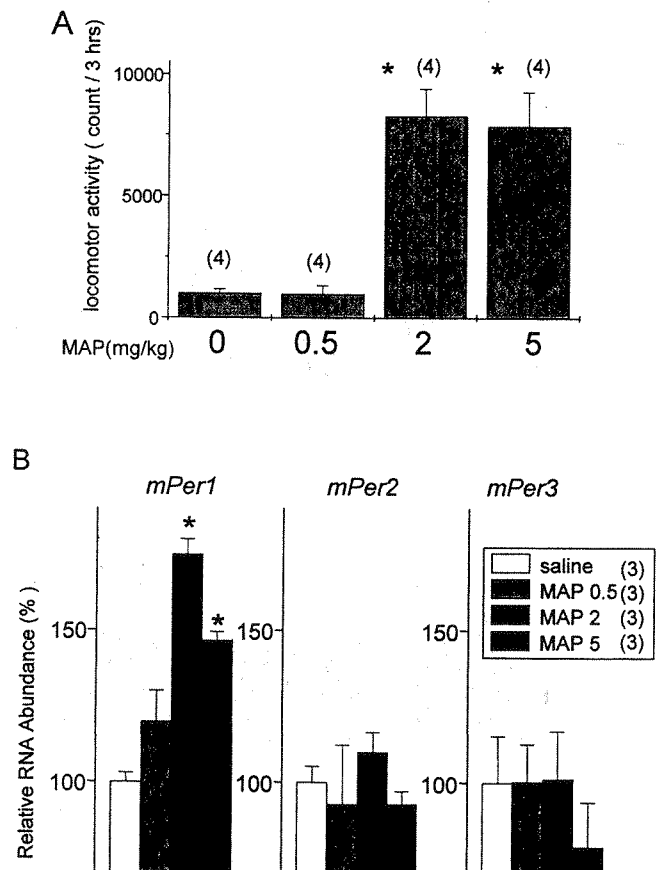 A
locomotor activity ( count / 3 hrs)
10000
5000
0
* (4)
* (4)
(4)
(4)
MAP(mg/kg) 0 0.5 2 5
B
mPer1 mPer2 mPer3
Relative RNA Abundance (%)
150
100
*
*
150
100
150
100
saline (3)
MAP 0.5 (3)
MAP 2 (3)
MAP 5 (3)